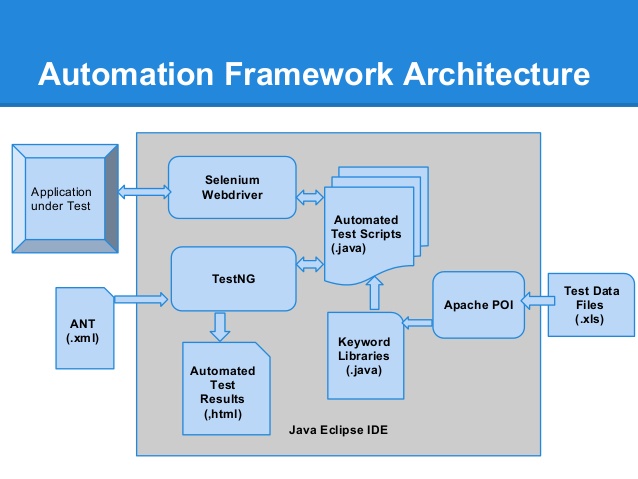 Automation Framework Architecture
Application
under Test
Selenium
Webdriver
Automated
Test Scripts
(.java)
TestNG
ANT
(.xml)
Apache POI
Test Data
Files
(.xls)
Keyword
Libraries
(.java)
Automated
Test
Results
(,html)
Java Eclipse IDE